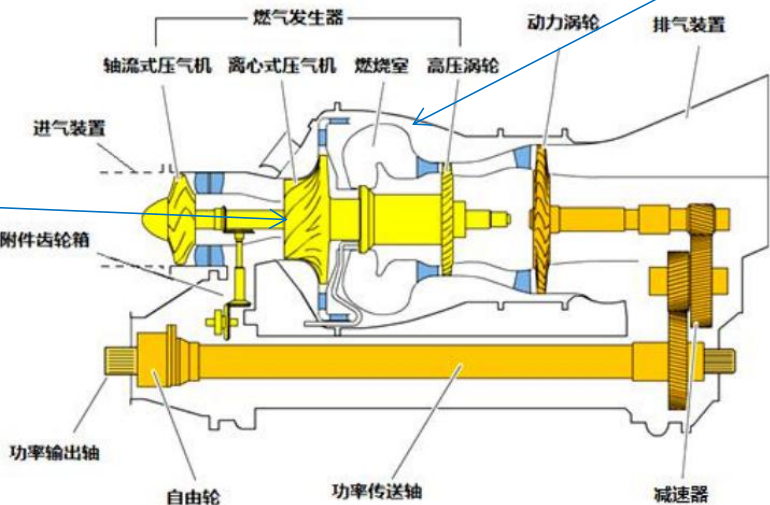 燃气发生器
动力涡轮
排气装置
轴流式压气机
离心式压气机
燃烧室
高压涡轮
进气装置
附件齿轮箱
功率输出轴
自由轮
功率传送轴
减速器